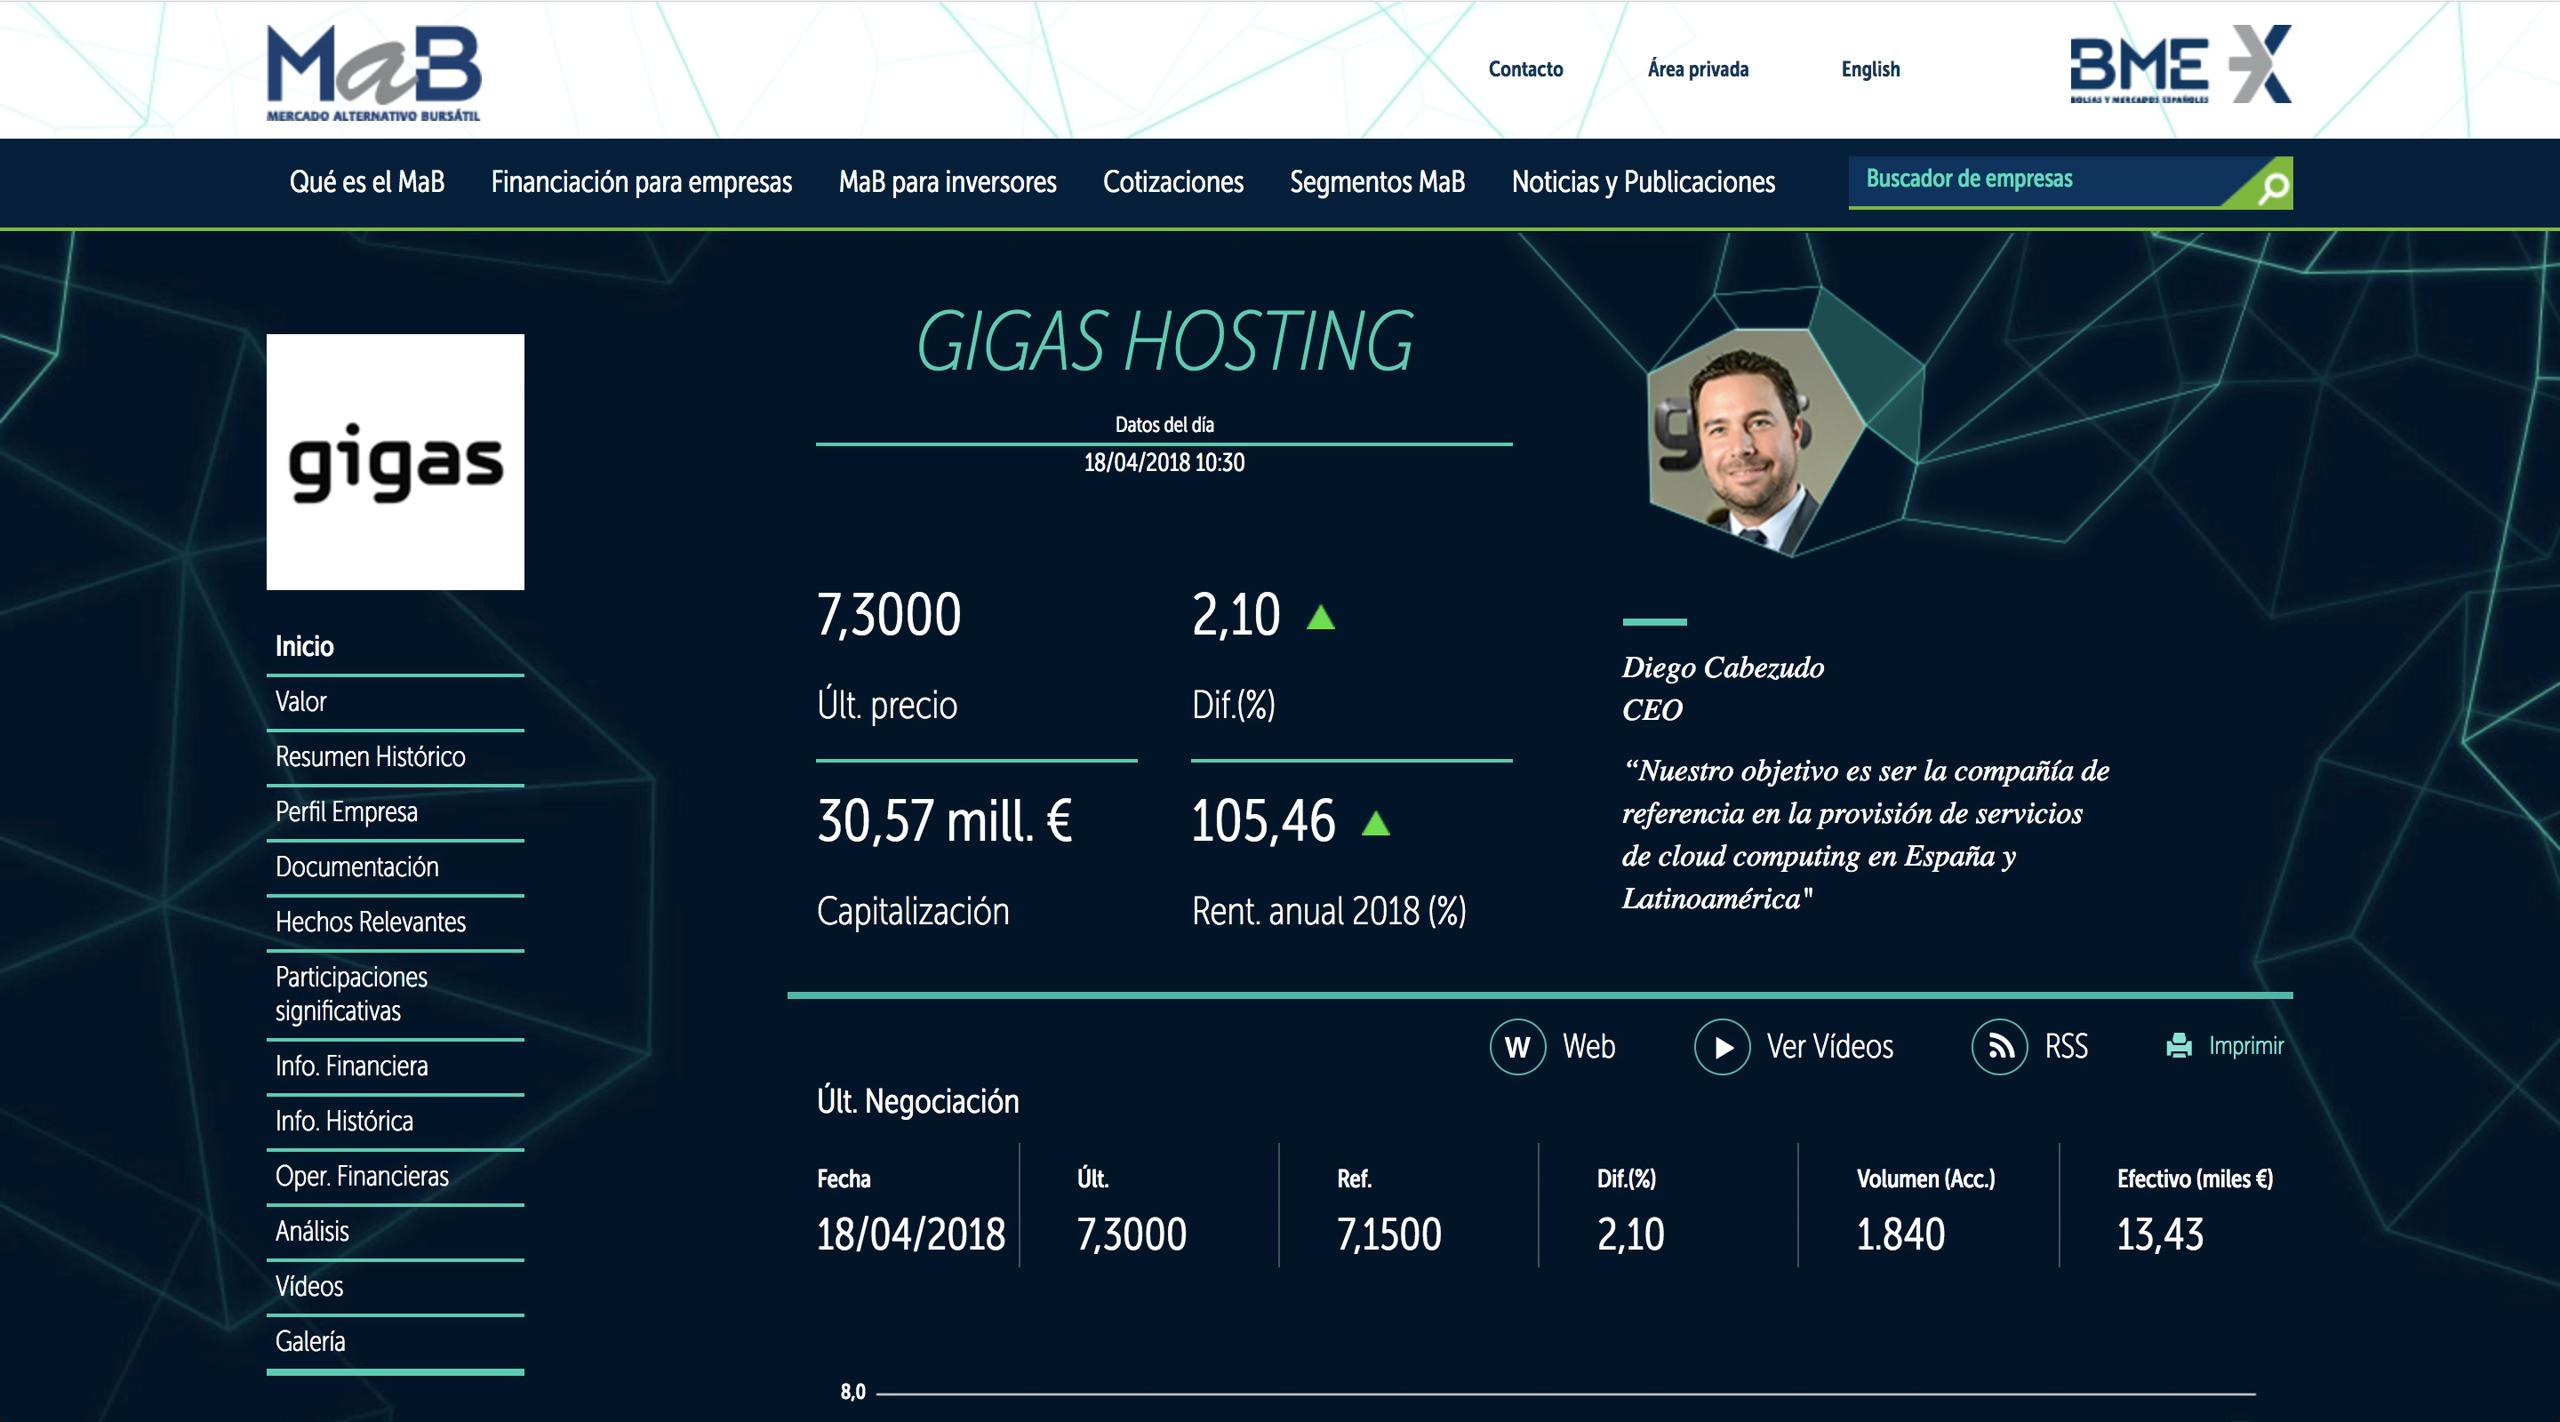 MaB
MERCADO ALTERNATIVO BURSÁTIL
Contacto
Área privada
English
BME X
BOLSAS Y MERCADOS ESPAÑOLES
Qué es el MaB
Financiación para empresas
MaB para inversores
Cotizaciones
Segmentos MaB
Noticias y Publicaciones
Buscador de empresas
gigas
Inicio
Valor
Resumen Histórico
Perfil Empresa
Documentación
Hechos Relevantes
Participaciones
significativas
Info. Financiera
Info. Histórica
Oper. Financieras
Análisis
Vídeos
Galería
GIGAS HOSTING
Datos del día
18/04/2018 10:30
7,3000
Últ. precio
2,10
Dif.(%)
30,57 mill. €
Capitalización
105,46
Rent. anual 2018 (%)
g s
Diego Cabezudo
CEO
“Nuestro objetivo es ser la compañía de
referencia en la provisión de servicios
de cloud computing en España y
Latinoamérica"
W Web
Ver Vídeos
RSS
Imprimir
Últ. Negociación
Fecha Últ. Ref. Dif.(%) Volumen (Acc.) Efectivo (miles €)
18/04/2018 7,3000 7,1500 2,10 1.840 13,43
8,0